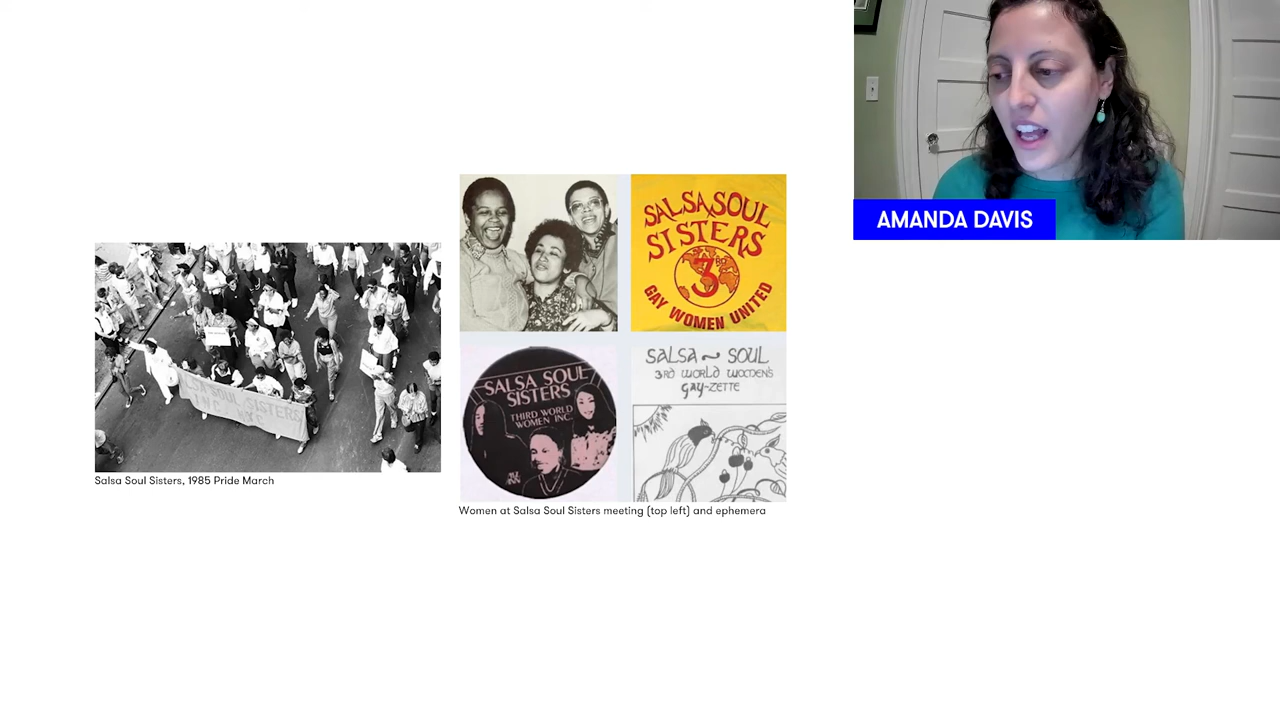 AMANDA DAVIS
SOUL SISTERS
Salsa Soul Sisters, 1985 Pride March
SALSA SOUL
SISTERS
3RD
GAY WOMEN UNITED
SALSA SOUL
SISTERS
THIRD WORLD
WOMEN INC.
SALSA ~ SOUL
3RD WORLD WOMEN'S
GAY-ZETTE
Women at Salsa Soul Sisters meeting (top left) and ephemera